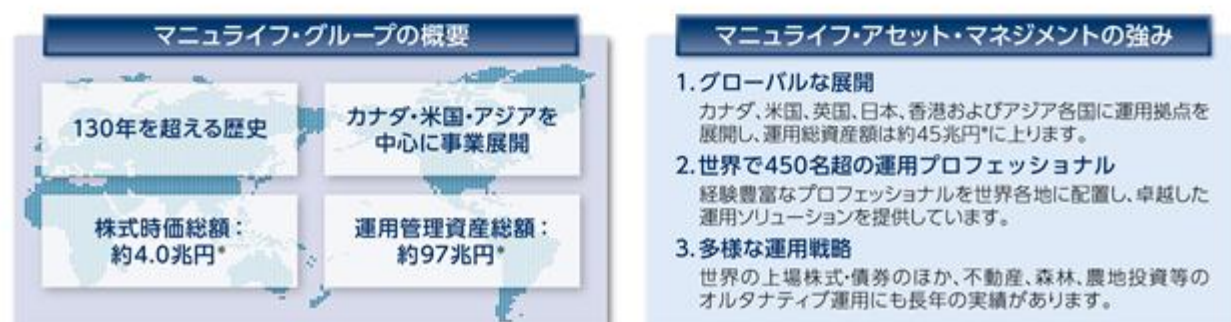 マニュライフ・グループの概要
130年を超える歴史
カナダ・米国・アジアを
中心に事業展開
株式時価総額：
約4.0兆円*
運用管理資産総額：
約97兆円*
マニュライフ・アセット・マネジメントの強み
1.グローバルな展開
カナダ、米国、英国、日本、香港およびアジア各国に運用拠点を
展開し、運用総資産額は約45兆円*に上ります。
2.世界で450名超の運用プロフェッショナル
経験豊富なプロフェッショナルを世界各地に配置し、卓越した
運用ソリューションを提供しています。
3.多様な運用戦略
世界の上場株式・債券のほか、不動産、森林、農地投資等の
オルタナティブ運用にも長年の実績があります。